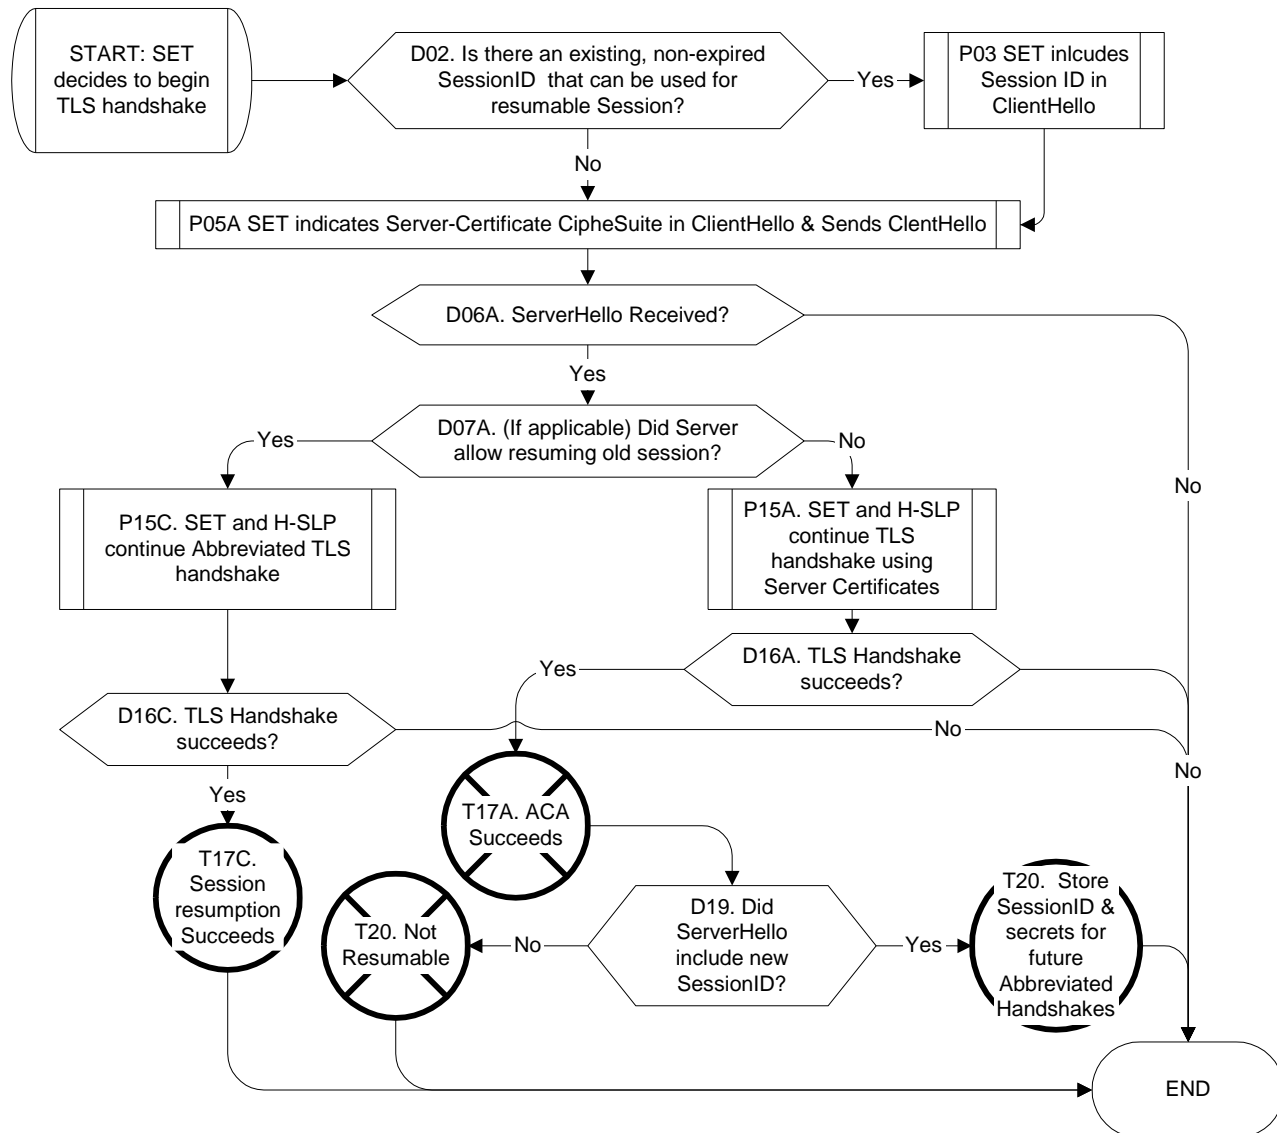 START: SET
decides to begin
TLS handshake
D02. Is there an existing, non-expired
SessionID that can be used for
resumable Session?
Yes
P03 SET inlcudes
Session ID in
ClientHello
No
P05A SET indicates Server-Certificate CipheSuite in ClientHello & Sends ClentHello
D06A. ServerHello Received?
Yes
No
D07A. (If applicable) Did Server
allow resuming old session?
Yes
No
P15C. SET and H-SLP
continue Abbreviated TLS
handshake
P15A. SET and H-SLP
continue TLS
handshake using
Server Certificates
D16A. TLS Handshake
succeeds?
Yes
No
D16C. TLS Handshake
succeeds?
No
Yes
T17A. ACA
Succeeds
T17C.
Session
resumption
Succeeds
T20. Not
Resumable
No
D19. Did
ServerHello
include new
SessionID?
Yes
T20. Store
SessionID &
secrets for
future
Abbreviated
Handshakes
END